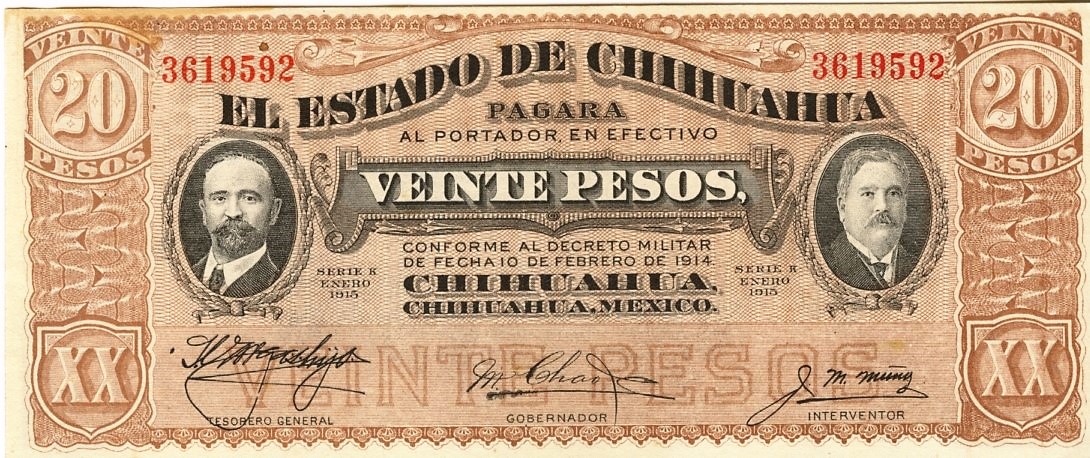 VEINTE
20
PESOS
3619592
EL ESTADO DE CHIHUAHUA
3619592
VEINTE
20
PESOS
PAGARA
AL PORTADOR, EN EFECTIVO
VEINTE PESOS,
CONFORME AL DECRETO MILITAR
DE FECHA 10 DE FEBRERO DE 1914.
CHIHUAHUA,
CHIHUAHUA, MEXICO.
SERIE K
ENERO
1915
SERIE K
ENERO
1915
XX
VEINTE PESOS
XX
M. Chao
J. M. Muñoz
TESORERO GENERAL
GOBERNADOR
INTERVENTOR